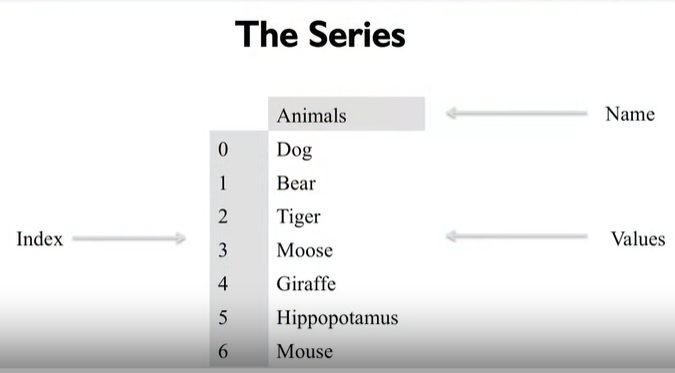 The Series
Animals
Name
0 Dog
1 Bear
2 Tiger
Index
Values
3 Moose
4 Giraffe
5 Hippopotamus
6 Mouse